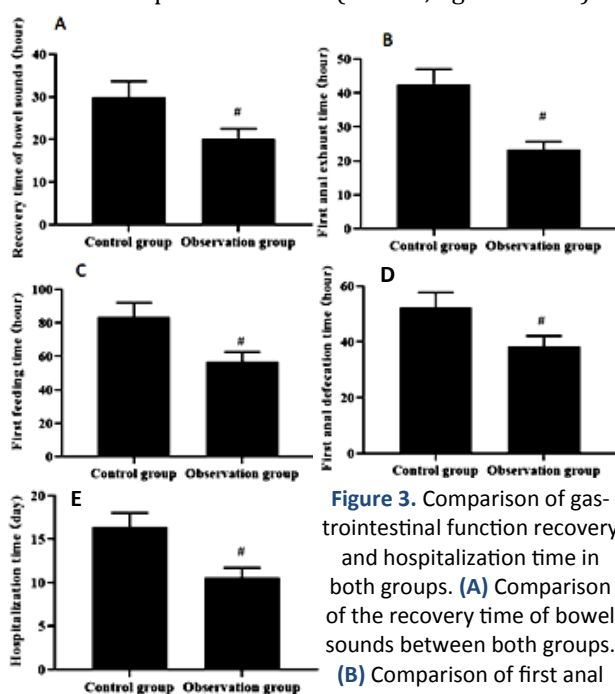 A
Recovery time of bowel sounds (hour)
40
30
20
10
0
#
Control group Observation group
B
First anal exhaust time (hour)
50
40
30
20
10
0
#
Control group Observation group
C
First feeding time (hour)
100
80
60
40
20
0
#
Control group Observation group
D
First anal defecation time (hour)
60
40
20
0
#
Control group Observation group
E
Hospitalization time (day)
20
15
10
5
0
#
Control group Observation group
Figure 3. Comparison of gas-
trointestinal function recovery
and hospitalization time in
both groups. (A) Comparison
of the recovery time of bowel
sounds between both groups.
(B) Comparison of first anal